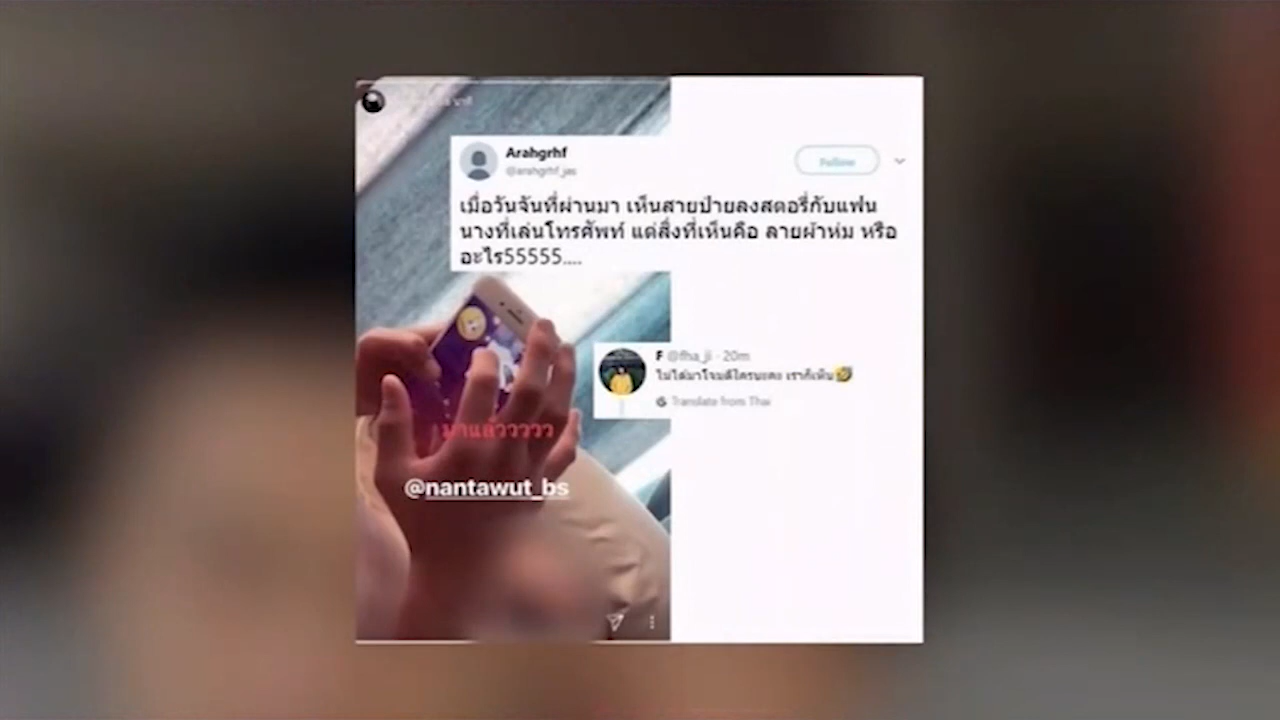 Arahgrhf
@arahgrhf_jas
Follow
เมื่อวันจันที่ผ่านมา เห็นสายป่ายลงสตอรี่กับแฟน
นางที่เล่นโทรศัพท์ แต่สิ่งที่เห็นคือ ลายผ้าห่ม หรือ
อะไร55555....
F @fha_ji · 20m
ไม่ได้มาโจมตีใครนะคะ เราก็เห็น🤣
Translate from Thai
มาแล้วววววว
@nantawut_bs